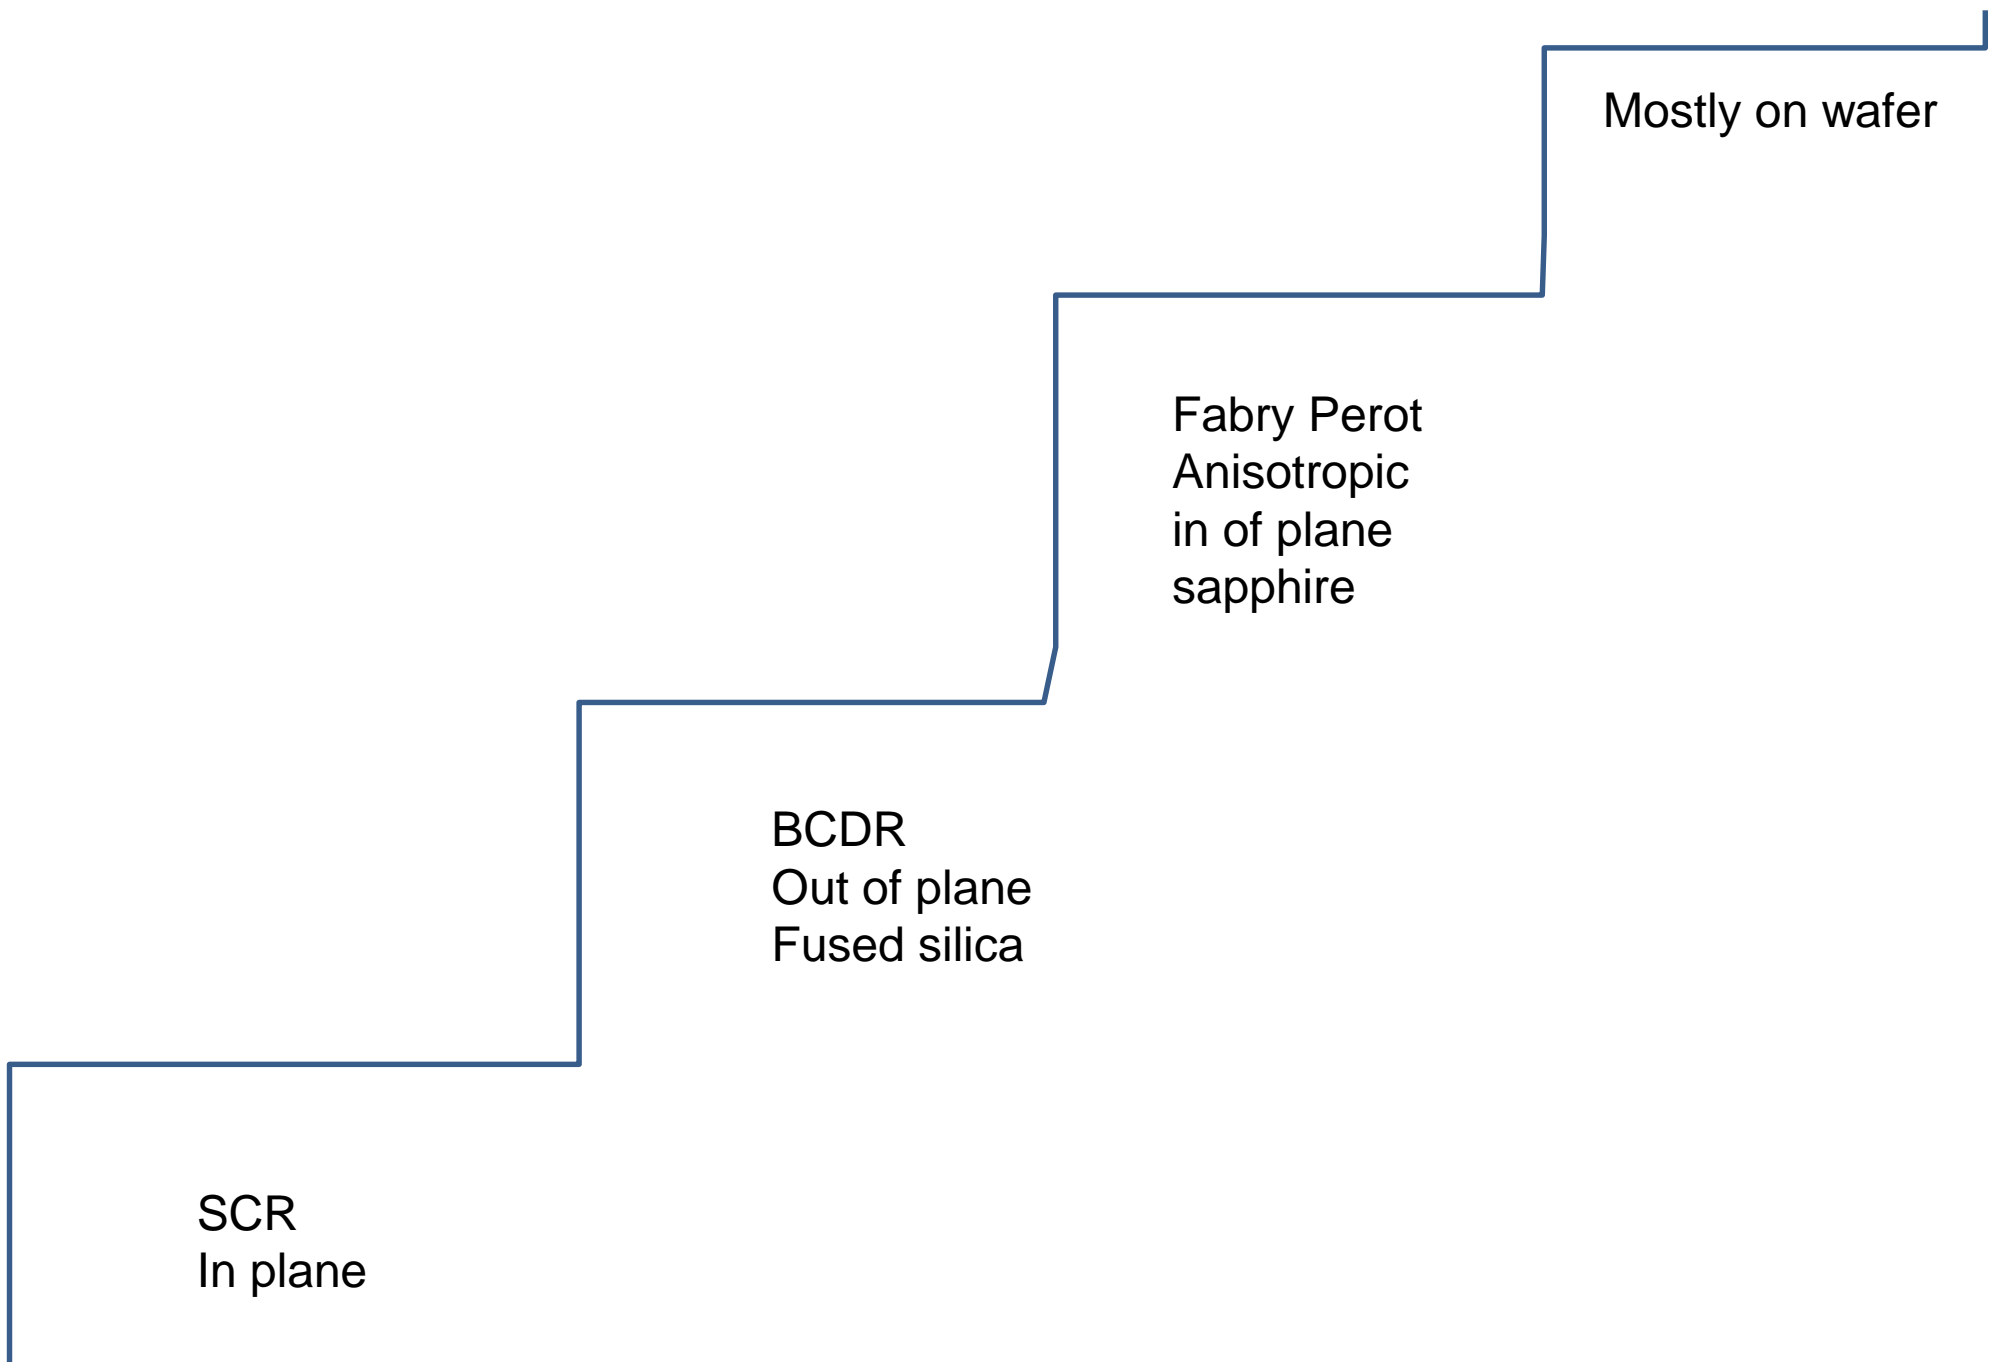 Mostly on wafer
Fabry Perot
Anisotropic
in of plane
sapphire
BCDR
Out of plane
Fused silica
SCR
In plane